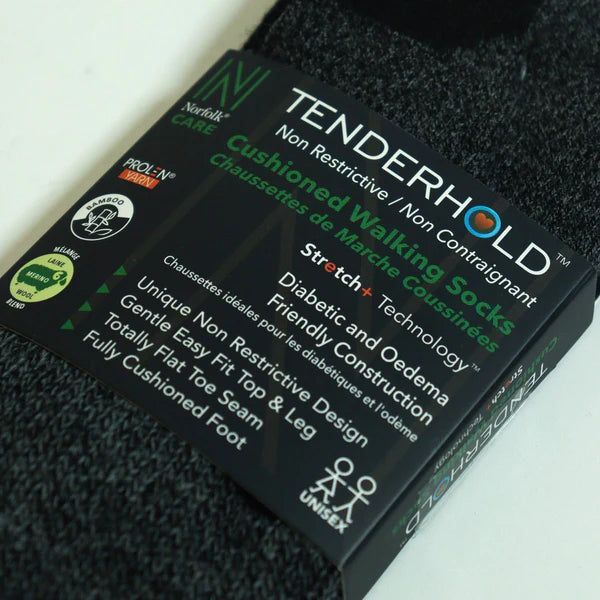 Norfolk®
CARE
PROLEN®
YARN
BAMBOO
MÉLANGE
LAINE
MERINO
WOOL
BLEND
TENDERHOLD™
Non Restrictive / Non Contraignant
Cushioned Walking Socks
Chaussettes de Marche Coussinées
Stretch+ Technology™
Diabetic and Oedema
Friendly Construction
Chaussettes idéales pour les diabétiques et l'odème
Unique Non Restrictive Design
Gentle Easy Fit Top & Leg
Totally Flat Toe Seam
Fully Cushioned Foot
UNISEX
TENDERHOLD
Stretch+ Technology